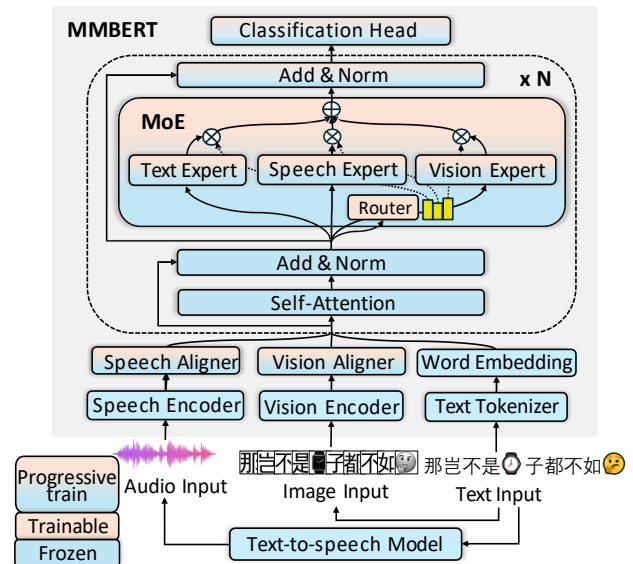 MMBERT
Classification Head
Add & Norm
x N
MoE
Text Expert
Speech Expert
Vision Expert
Router
Add & Norm
Self-Attention
Speech Aligner
Vision Aligner
Word Embedding
Speech Encoder
Vision Encoder
Text Tokenizer
那岂不是⌚子都不如🤔
那岂不是⌚子都不如🤔
Audio Input
Image Input
Text Input
Text-to-speech Model
Progressive
train
Trainable
Frozen